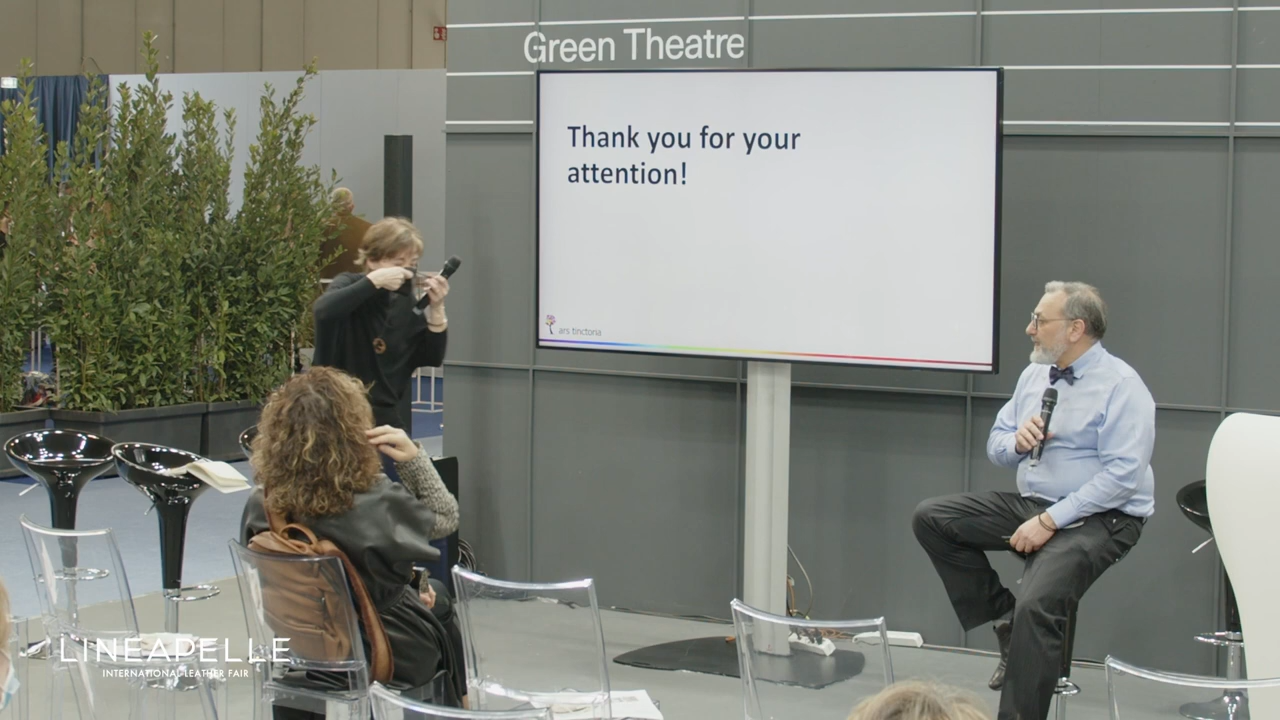 Green Theatre
Thank you for your
attention!
ars tinctoria
LINEAPELLE
INTERNATIONAL LEATHER FAIR